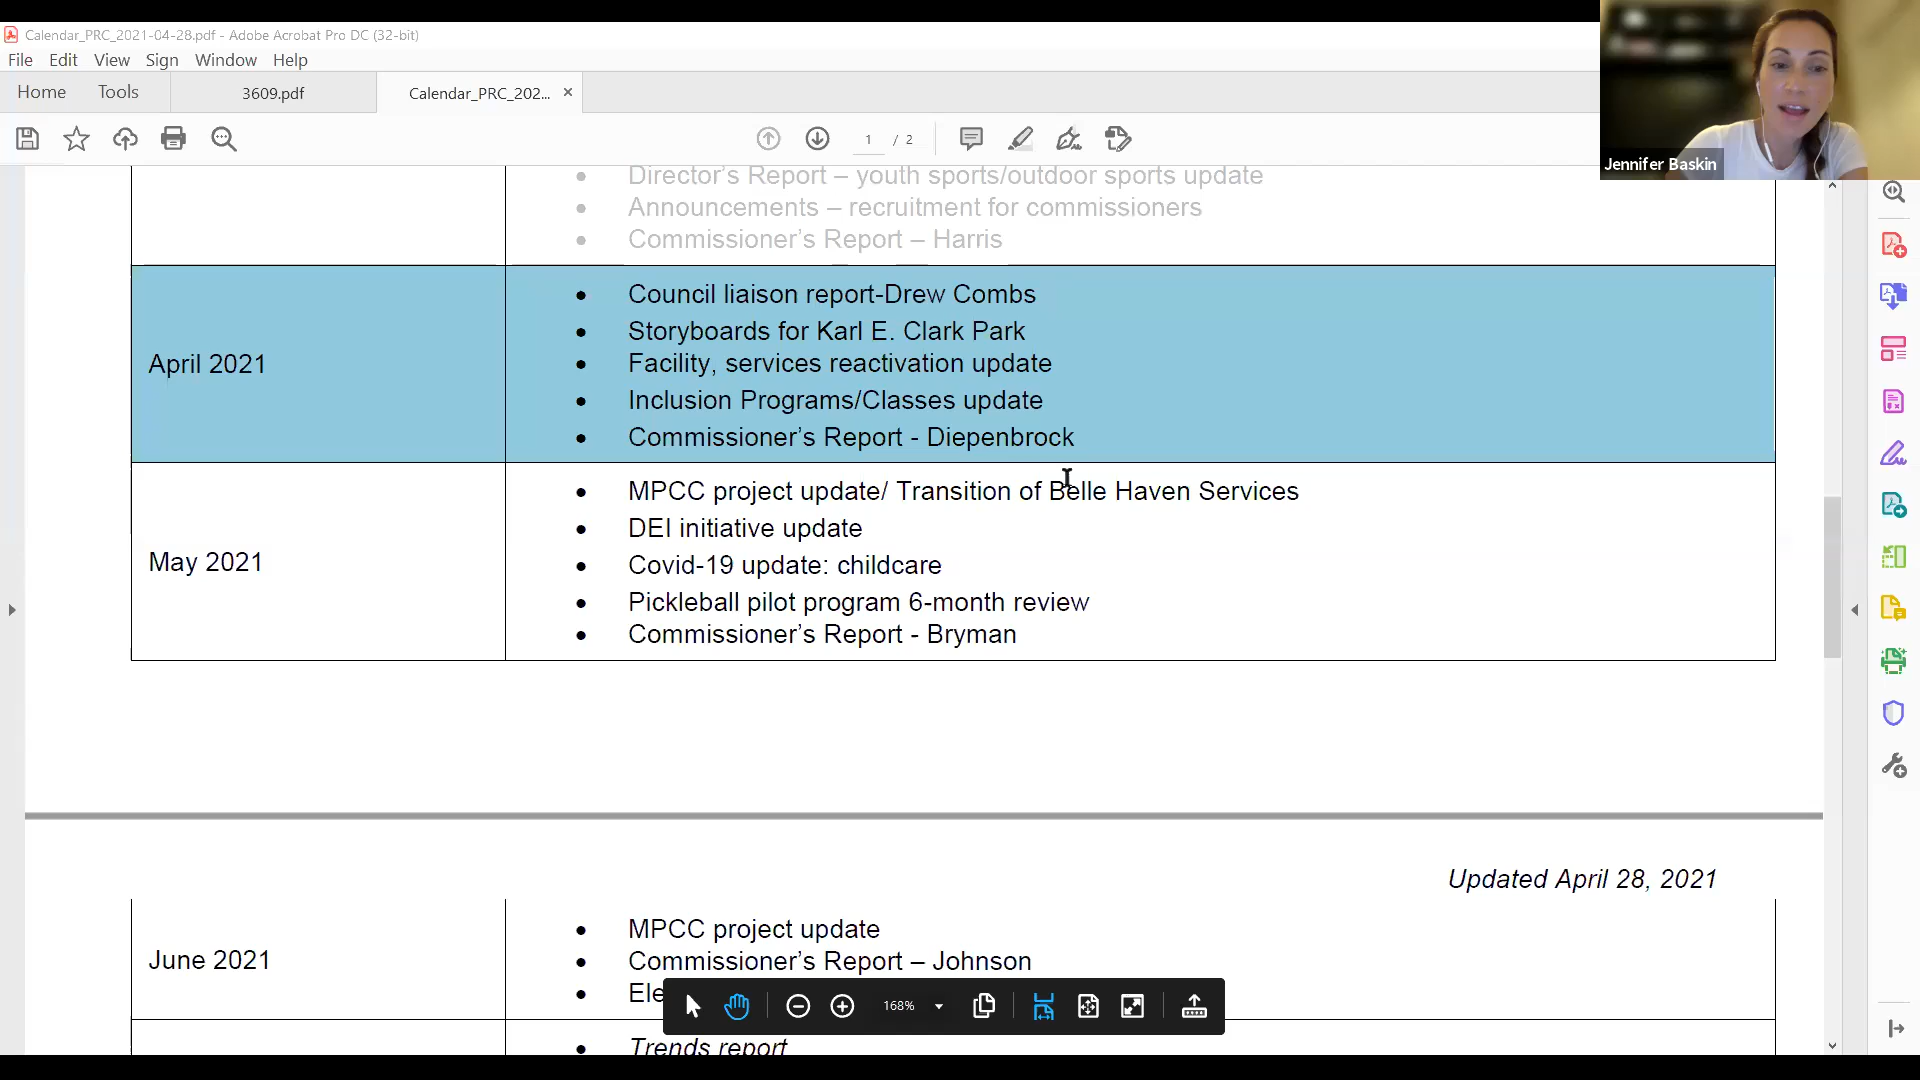 Calendar_PRC_2021-04-28.pdf - Adobe Acrobat Pro DC (32-bit)
File Edit View Sign Window Help
Home Tools 3609.pdf Calendar_PRC_202... ×
1 / 2
Jennifer Baskin
• Director's Report – youth sports/outdoor sports update
• Announcements – recruitment for commissioners
• Commissioner's Report – Harris
April 2021
• Council liaison report-Drew Combs
• Storyboards for Karl E. Clark Park
• Facility, services reactivation update
• Inclusion Programs/Classes update
• Commissioner's Report - Diepenbrock
May 2021
• MPCC project update/ Transition of Belle Haven Services
• DEI initiative update
• Covid-19 update: childcare
• Pickleball pilot program 6-month review
• Commissioner's Report - Bryman
Updated April 28, 2021
June 2021
• MPCC project update
• Commissioner's Report – Johnson
• Ele
168%
• Trends report